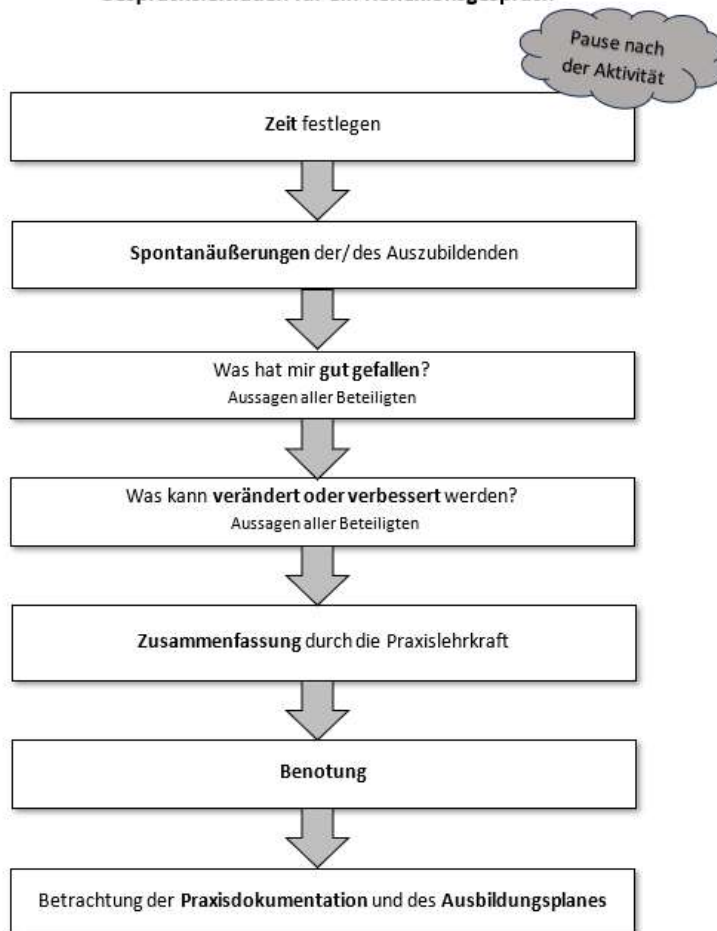 Pause nach
der Aktivität
Zeit festlegen
Spontanäußerungen der/des Auszubildenden
Was hat mir gut gefallen?
Aussagen aller Beteiligten
Was kann verändert oder verbessert werden?
Aussagen aller Beteiligten
Zusammenfassung durch die Praxislehrkraft
Benotung
Betrachtung der Praxisdokumentation und des Ausbildungsplanes